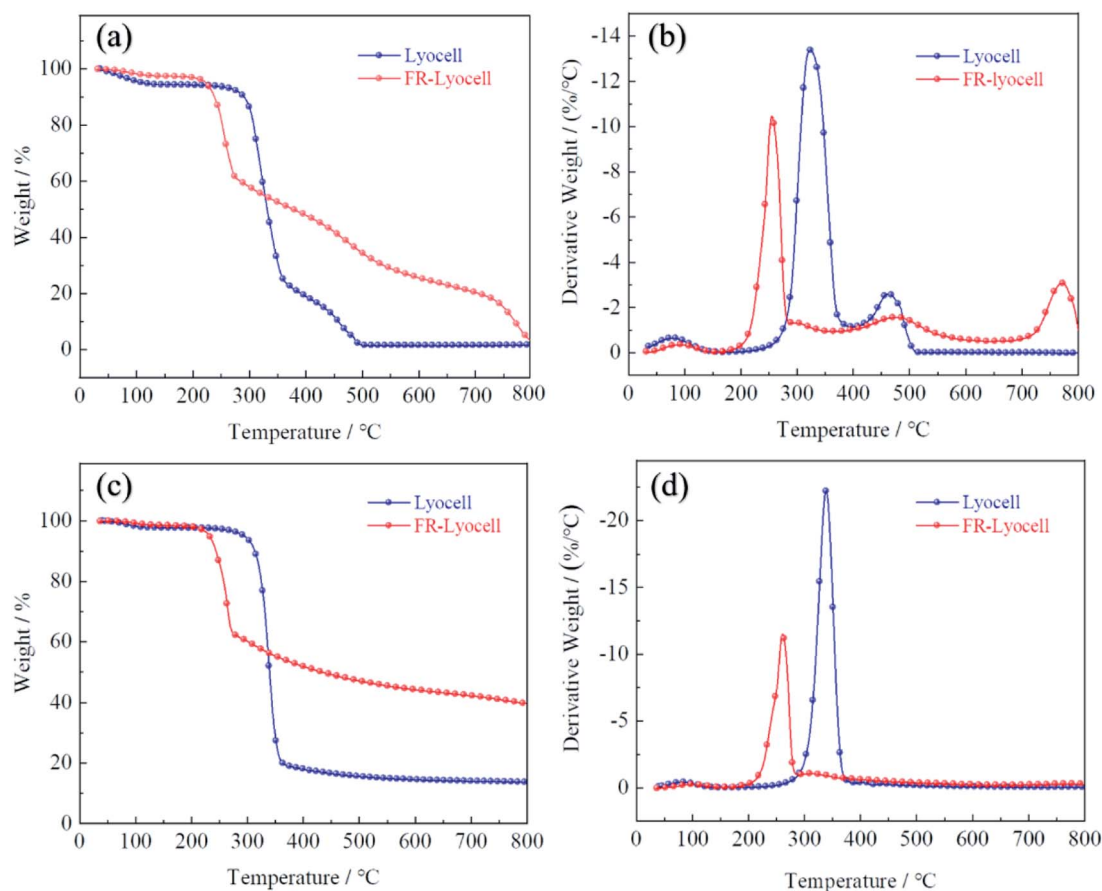 (a)
Lyocell
FR-Lyocell
100
80
60
40
20
0
Weight / %
0 100 200 300 400 500 600 700 800
Temperature / °C
(b)
Lyocell
FR-lyocell
-14
-12
-10
-8
-6
-4
-2
0
Derivative Weight / (%/°C)
0 100 200 300 400 500 600 700 800
Temperature / °C
(c)
Lyocell
FR-Lyocell
100
80
60
40
20
0
Weight / %
0 100 200 300 400 500 600 700 800
Temperature / °C
(d)
Lyocell
FR-Lyocell
-20
-15
-10
-5
0
Derivative Weight / (%/°C)
0 100 200 300 400 500 600 700 800
Temperature / °C